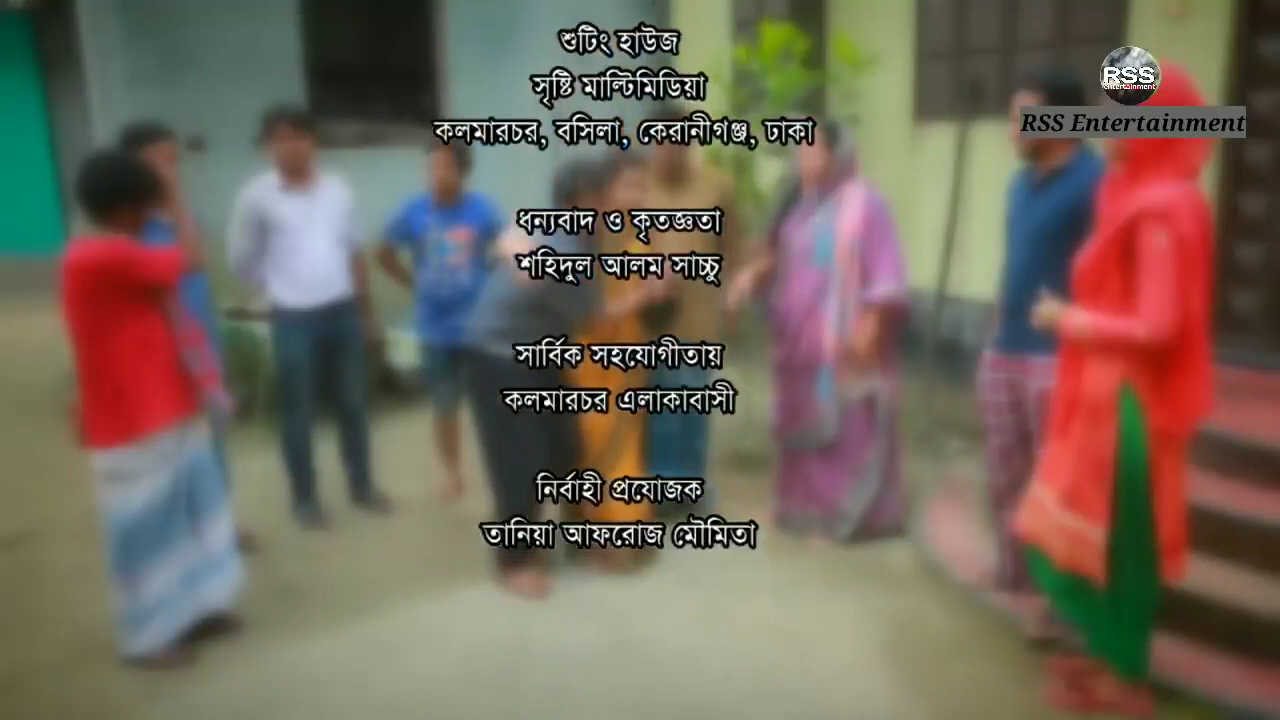 শুটিং হাউজ
সৃষ্টি মাল্টিমিডিয়া
কলমারচর, বসিলা, কেরানীগঞ্জ, ঢাকা
ধন্যবাদ ও কৃতজ্ঞতা
শহিদুল আলম সাচ্চু
সার্বিক সহযোগীতায়
কলমারচর এলাকাবাসী
নির্বাহী প্রযোজক
তানিয়া আফরোজ মৌমিতা
RSS
entertainment
RSS Entertainment